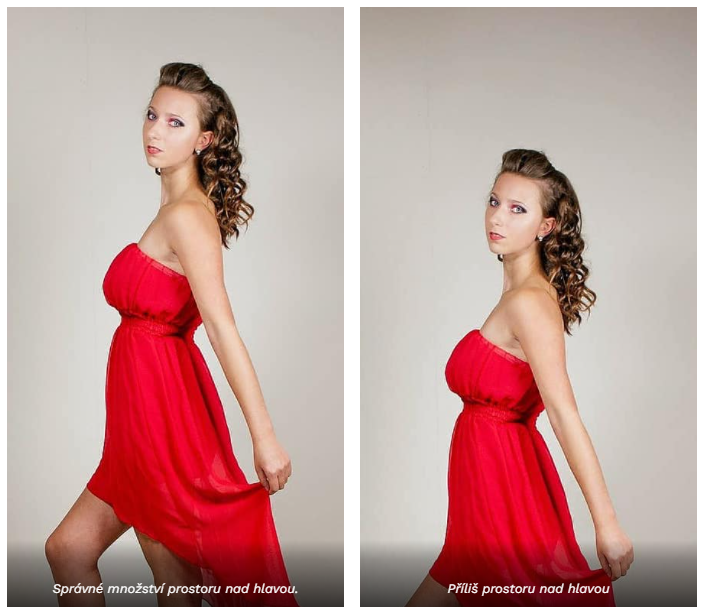 Správné množství prostoru nad hlavou.
Příliš prostoru nad hlavou